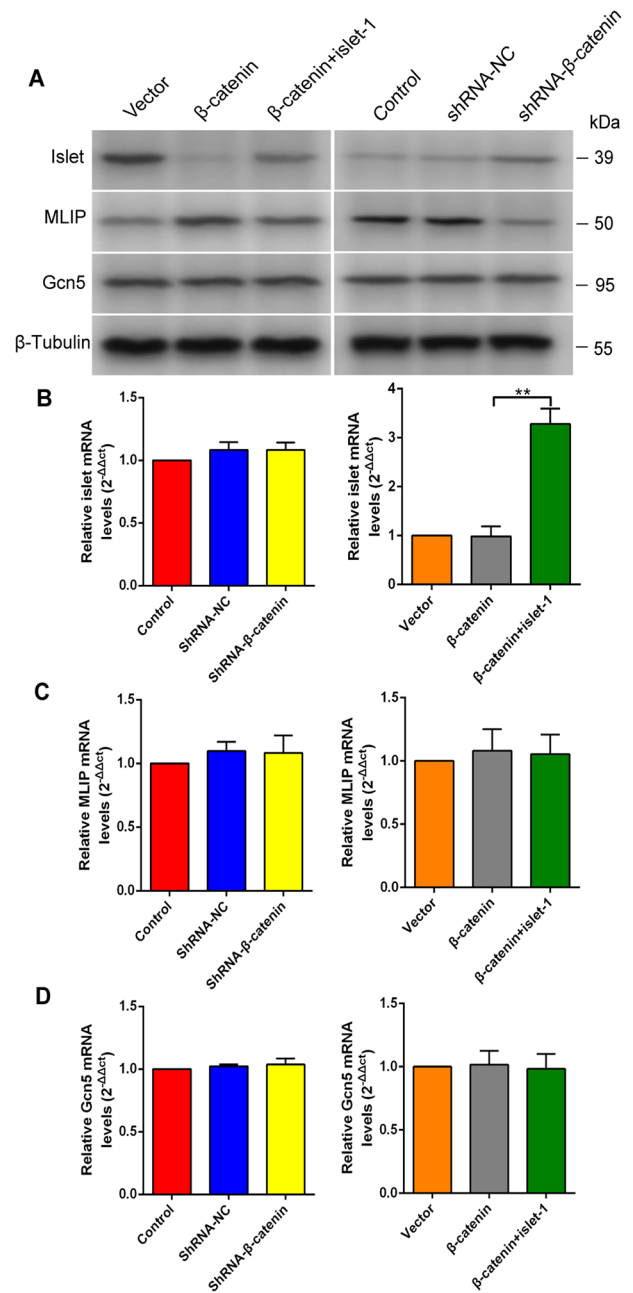 A
Vector
β-catenin
β-catenin+islet-1
Control
shRNA-NC
shRNA-β-catenin
kDa
Islet
39
MLIP
50
Gcn5
95
β-Tubulin
55
B
Relative islet mRNA
levels (2-ΔΔct)
1.5
1.0
0.5
0.0
Control
ShRNA-NC
ShRNA-β-catenin
Relative islet mRNA
levels (2-ΔΔct)
4
3
2
1
0
**
Vector
β-catenin
β-catenin+islet-1
C
Relative MLIP mRNA
levels (2-ΔΔct)
1.5
1.0
0.5
0.0
Control
ShRNA-NC
ShRNA-β-catenin
Relative MLIP mRNA
levels (2-ΔΔct)
1.5
1.0
0.5
0.0
Vector
β-catenin
β-catenin+islet-1
D
Relative Gcn5 mRNA
levels (2-ΔΔct)
1.5
1.0
0.5
0.0
Control
ShRNA-NC
ShRNA-β-catenin
Relative Gcn5 mRNA
levels (2-ΔΔct)
1.5
1.0
0.5
0.0
Vector
β-catenin
β-catenin+islet-1